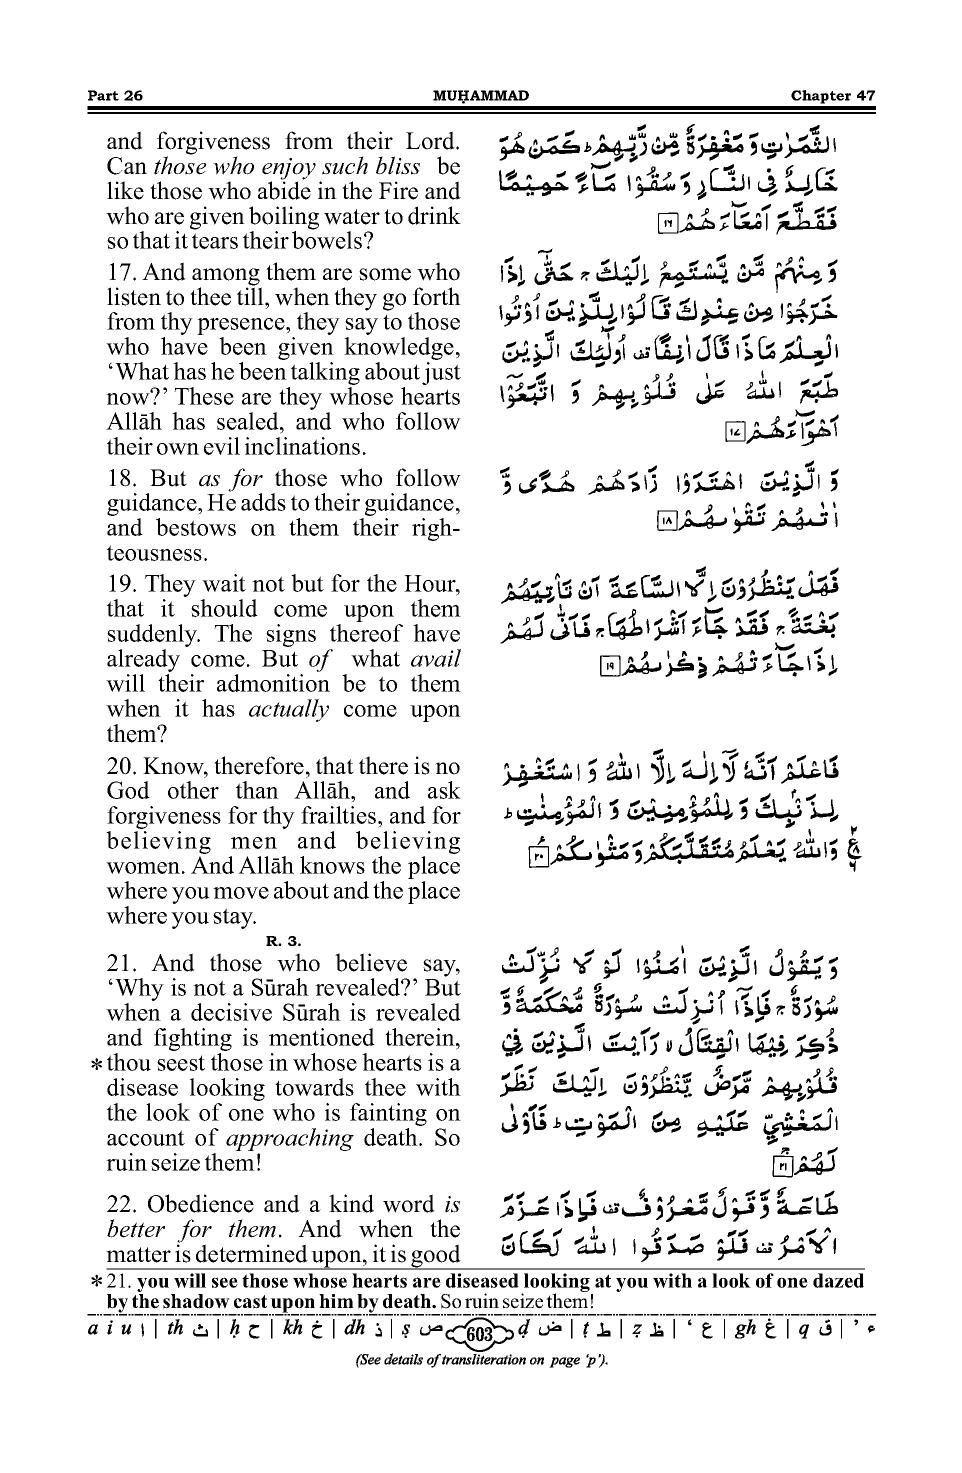 Part 26 MUḤAMMAD Chapter 47
and forgiveness from their Lord.
Can those who enjoy such bliss be
like those who abide in the Fire and
who are given boiling water to drink
so that it tears their bowels?
17. And among them are some who
listen to thee till, when they go forth
from thy presence, they say to those
who have been given knowledge,
‘What has he been talking about just
now?’ These are they whose hearts
Allāh has sealed, and who follow
their own evil inclinations.
18. But as for those who follow
guidance, He adds to their guidance,
and bestows on them their righ-
teousness.
19. They wait not but for the Hour,
that it should come upon them
suddenly. The signs thereof have
already come. But of what avail
will their admonition be to them
when it has actually come upon
them?
20. Know, therefore, that there is no
God other than Allāh, and ask
forgiveness for thy frailties, and for
believing men and believing
women. And Allāh knows the place
where you move about and the place
where you stay.
R. 3.
21. And those who believe say,
‘Why is not a Sūrah revealed?’ But
when a decisive Sūrah is revealed
and fighting is mentioned therein,
*thou seest those in whose hearts is a
disease looking towards thee with
the look of one who is fainting on
account of approaching death. So
ruin seize them!
22. Obedience and a kind word is
better for them. And when the
matter is determined upon, it is good
الثَّمَرٰتِ وَ مَغْفِرَةٌ مِّنْ رَّبِّهِمْ ؕ كَمَنْ هُوَ
خَالِدٌ فِی النَّارِ وَ سُقُوْا مَآءً حَمِیْمًا
فَقَطَّعَ اَمْعَآءَهُمْ ۝۱۶
وَ مِنْهُمْ مَّنْ یَّسْتَمِعُ اِلَیْكَ ۚ حَتّٰۤی اِذَا
خَرَجُوْا مِنْ عِنْدِكَ قَالُوْا لِلَّذِیْنَ اُوْتُوا
الْعِلْمَ مَا ذَا قَالَ اٰنِفًا ۟ اُولٰٓئِكَ الَّذِیْنَ
طَبَعَ اللّٰهُ عَلٰی قُلُوْبِهِمْ وَ اتَّبَعُوْۤا
اَهْوَآءَهُمْ ۝۱۷
وَ الَّذِیْنَ اهْتَدَوْا زَادَهُمْ هُدًی وَّ
اٰتٰىهُمْ تَقْوٰىهُمْ ۝۱۸
فَهَلْ یَنْظُرُوْنَ اِلَّا السَّاعَةَ اَنْ تَاْتِیَهُمْ
بَغْتَةً ۚ فَقَدْ جَآءَ اَشْرَاطُهَا ۚ فَاَنّٰی لَهُمْ
اِذَا جَآءَتْهُمْ ذِكْرٰىهُمْ ۝۱۹
فَاعْلَمْ اَنَّهٗ لَاۤ اِلٰهَ اِلَّا اللّٰهُ وَ اسْتَغْفِرْ
لِذَنْۢبِكَ وَ لِلْمُؤْمِنِیْنَ وَ الْمُؤْمِنٰتِ ؕ
وَ اللّٰهُ یَعْلَمُ مُتَقَلَّبَكُمْ وَ مَثْوٰىكُمْ ۝۲۰
وَ یَقُوْلُ الَّذِیْنَ اٰمَنُوْا لَوْ لَا نُزِّلَتْ
سُوْرَةٌ ۚ فَاِذَاۤ اُنْزِلَتْ سُوْرَةٌ مُّحْكَمَةٌ وَّ
ذُكِرَ فِیْهَا الْقِتَالُ ۙ رَاَیْتَ الَّذِیْنَ فِیْ
قُلُوْبِهِمْ مَّرَضٌ یَّنْظُرُوْنَ اِلَیْكَ نَظَرَ
الْمَغْشِیِّ عَلَیْهِ مِنَ الْمَوْتِ ؕ فَاَوْلٰی
لَهُمْ ۝۲۱
طَاعَةٌ وَّ قَوْلٌ مَّعْرُوْفٌ ۟ فَاِذَا عَزَمَ
الْاَمْرُ ۟ فَلَوْ صَدَقُوا اللّٰهَ لَكَانَ
*21. you will see those whose hearts are diseased looking at you with a look of one dazed
by the shadow cast upon him by death. So ruin seize them!
a i u ا | th ث | ḥ ح | kh خ | dh ذ | ṣ ص 603 ḍ ض | ṭ ط | ẓ ظ | ‘ ع | gh غ | q ق | ’ ء
(See details of transliteration on page ‘p’).